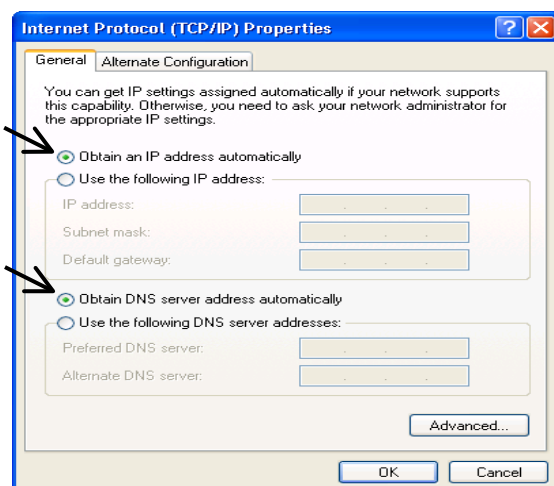 Internet Protocol (TCP/IP) Properties
General
Alternate Configuration
You can get IP settings assigned automatically if your network supports
this capability. Otherwise, you need to ask your network administrator for
the appropriate IP settings.
Obtain an IP address automatically
Use the following IP address:
IP address:
Subnet mask:
Default gateway:
Obtain DNS server address automatically
Use the following DNS server addresses:
Preferred DNS server:
Alternate DNS server:
Advanced...
OK
Cancel